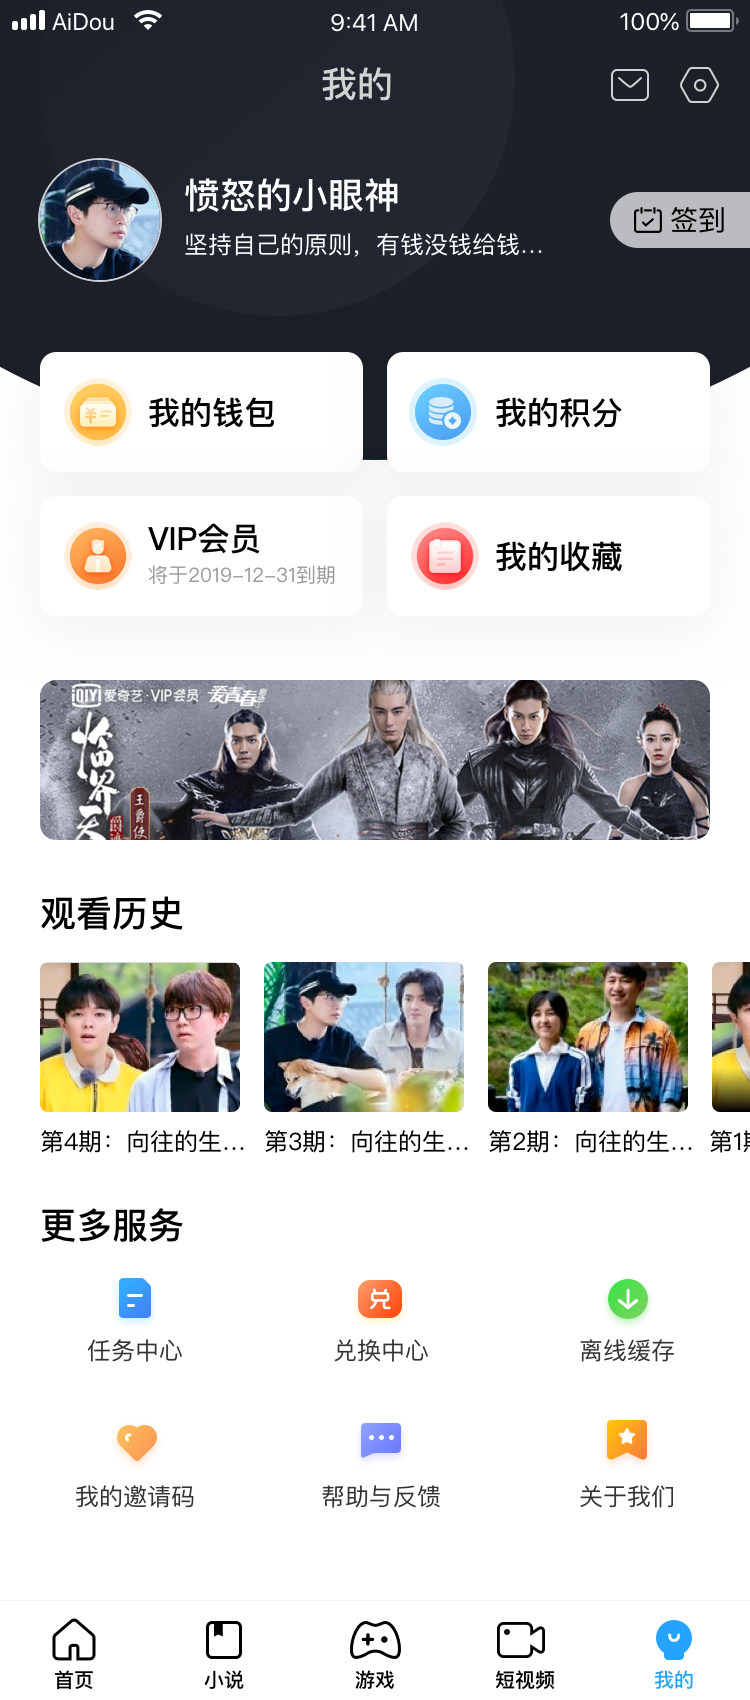 AiDou 9:41 AM 100%
我的
愤怒的小眼神
坚持自己的原则，有钱没钱给钱...
签到
我的钱包
我的积分
VIP会员
将于2019-12-31到期
我的收藏
QIY 爱奇艺·VIP会员 爱青春
临界天
王爵使
观看历史
第4期：向往的生...
第3期：向往的生...
第2期：向往的生...
第1期
更多服务
兑
任务中心
兑换中心
离线缓存
我的邀请码
帮助与反馈
关于我们
首页
小说
游戏
短视频
我的